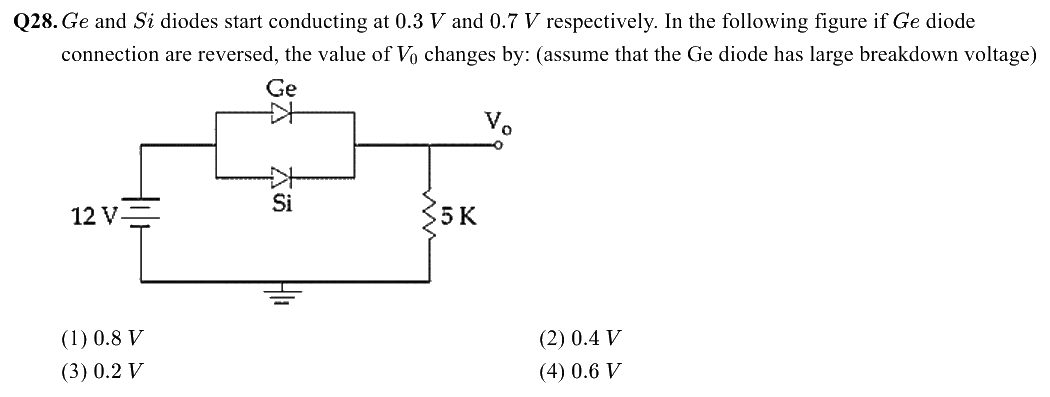 Q28. Ge and Si diodes start conducting at 0.3 V and 0.7 V respectively. In the following figure if Ge diode
connection are reversed, the value of V₀ changes by: (assume that the Ge diode has large breakdown voltage)
Ge
Vₒ
Si
12 V
5 K
(1) 0.8 V
(2) 0.4 V
(3) 0.2 V
(4) 0.6 V